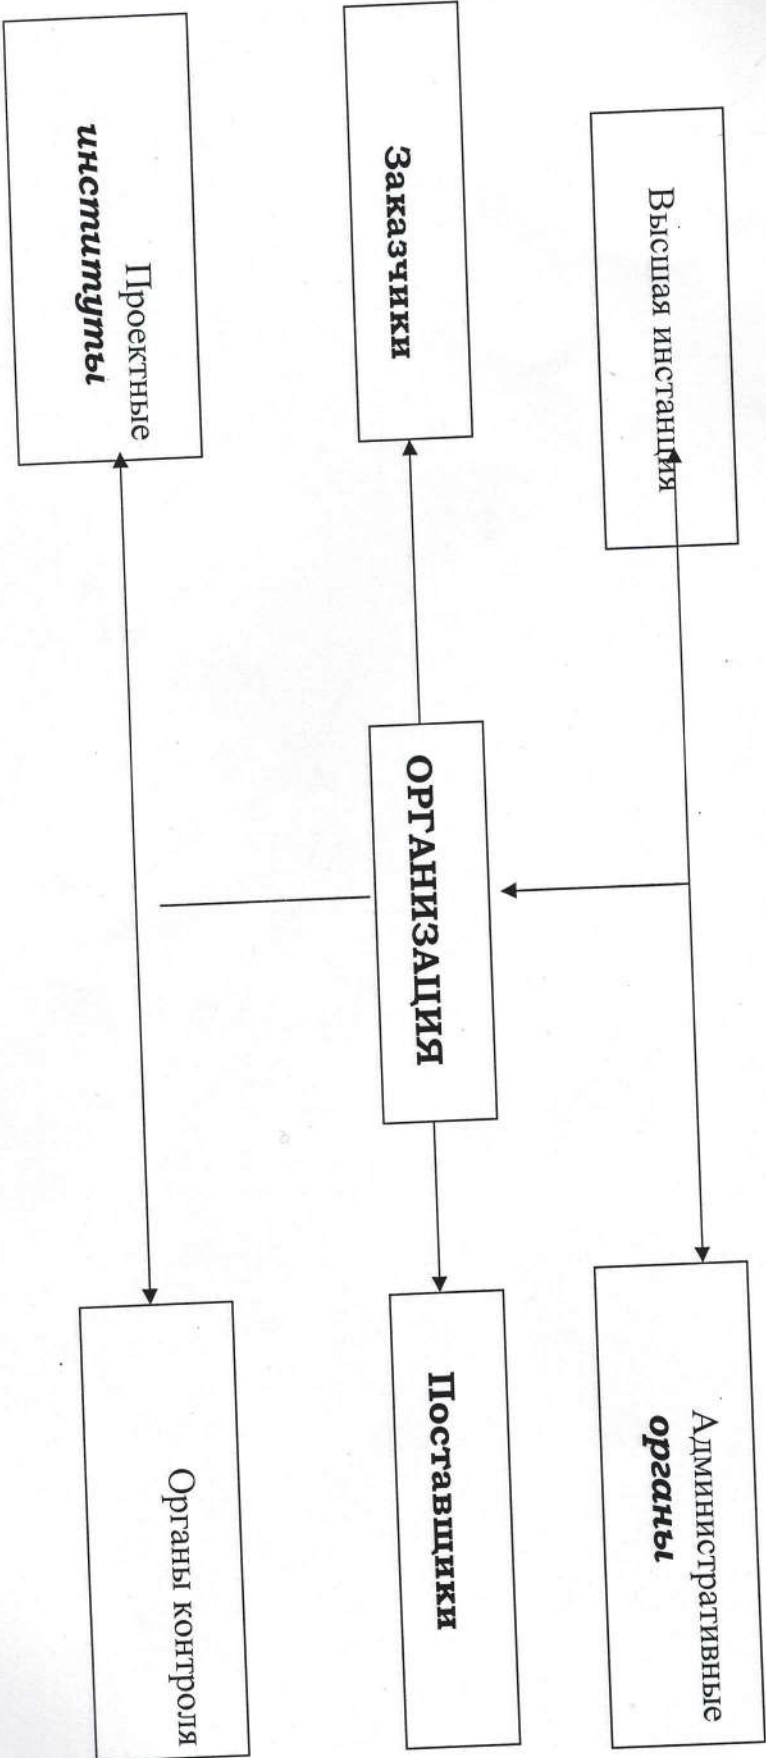 Высшая инстанция
Административные
органы
Заказчики
ОРГАНИЗАЦИЯ
Поставщики
Проектные
институты
Органы контроля